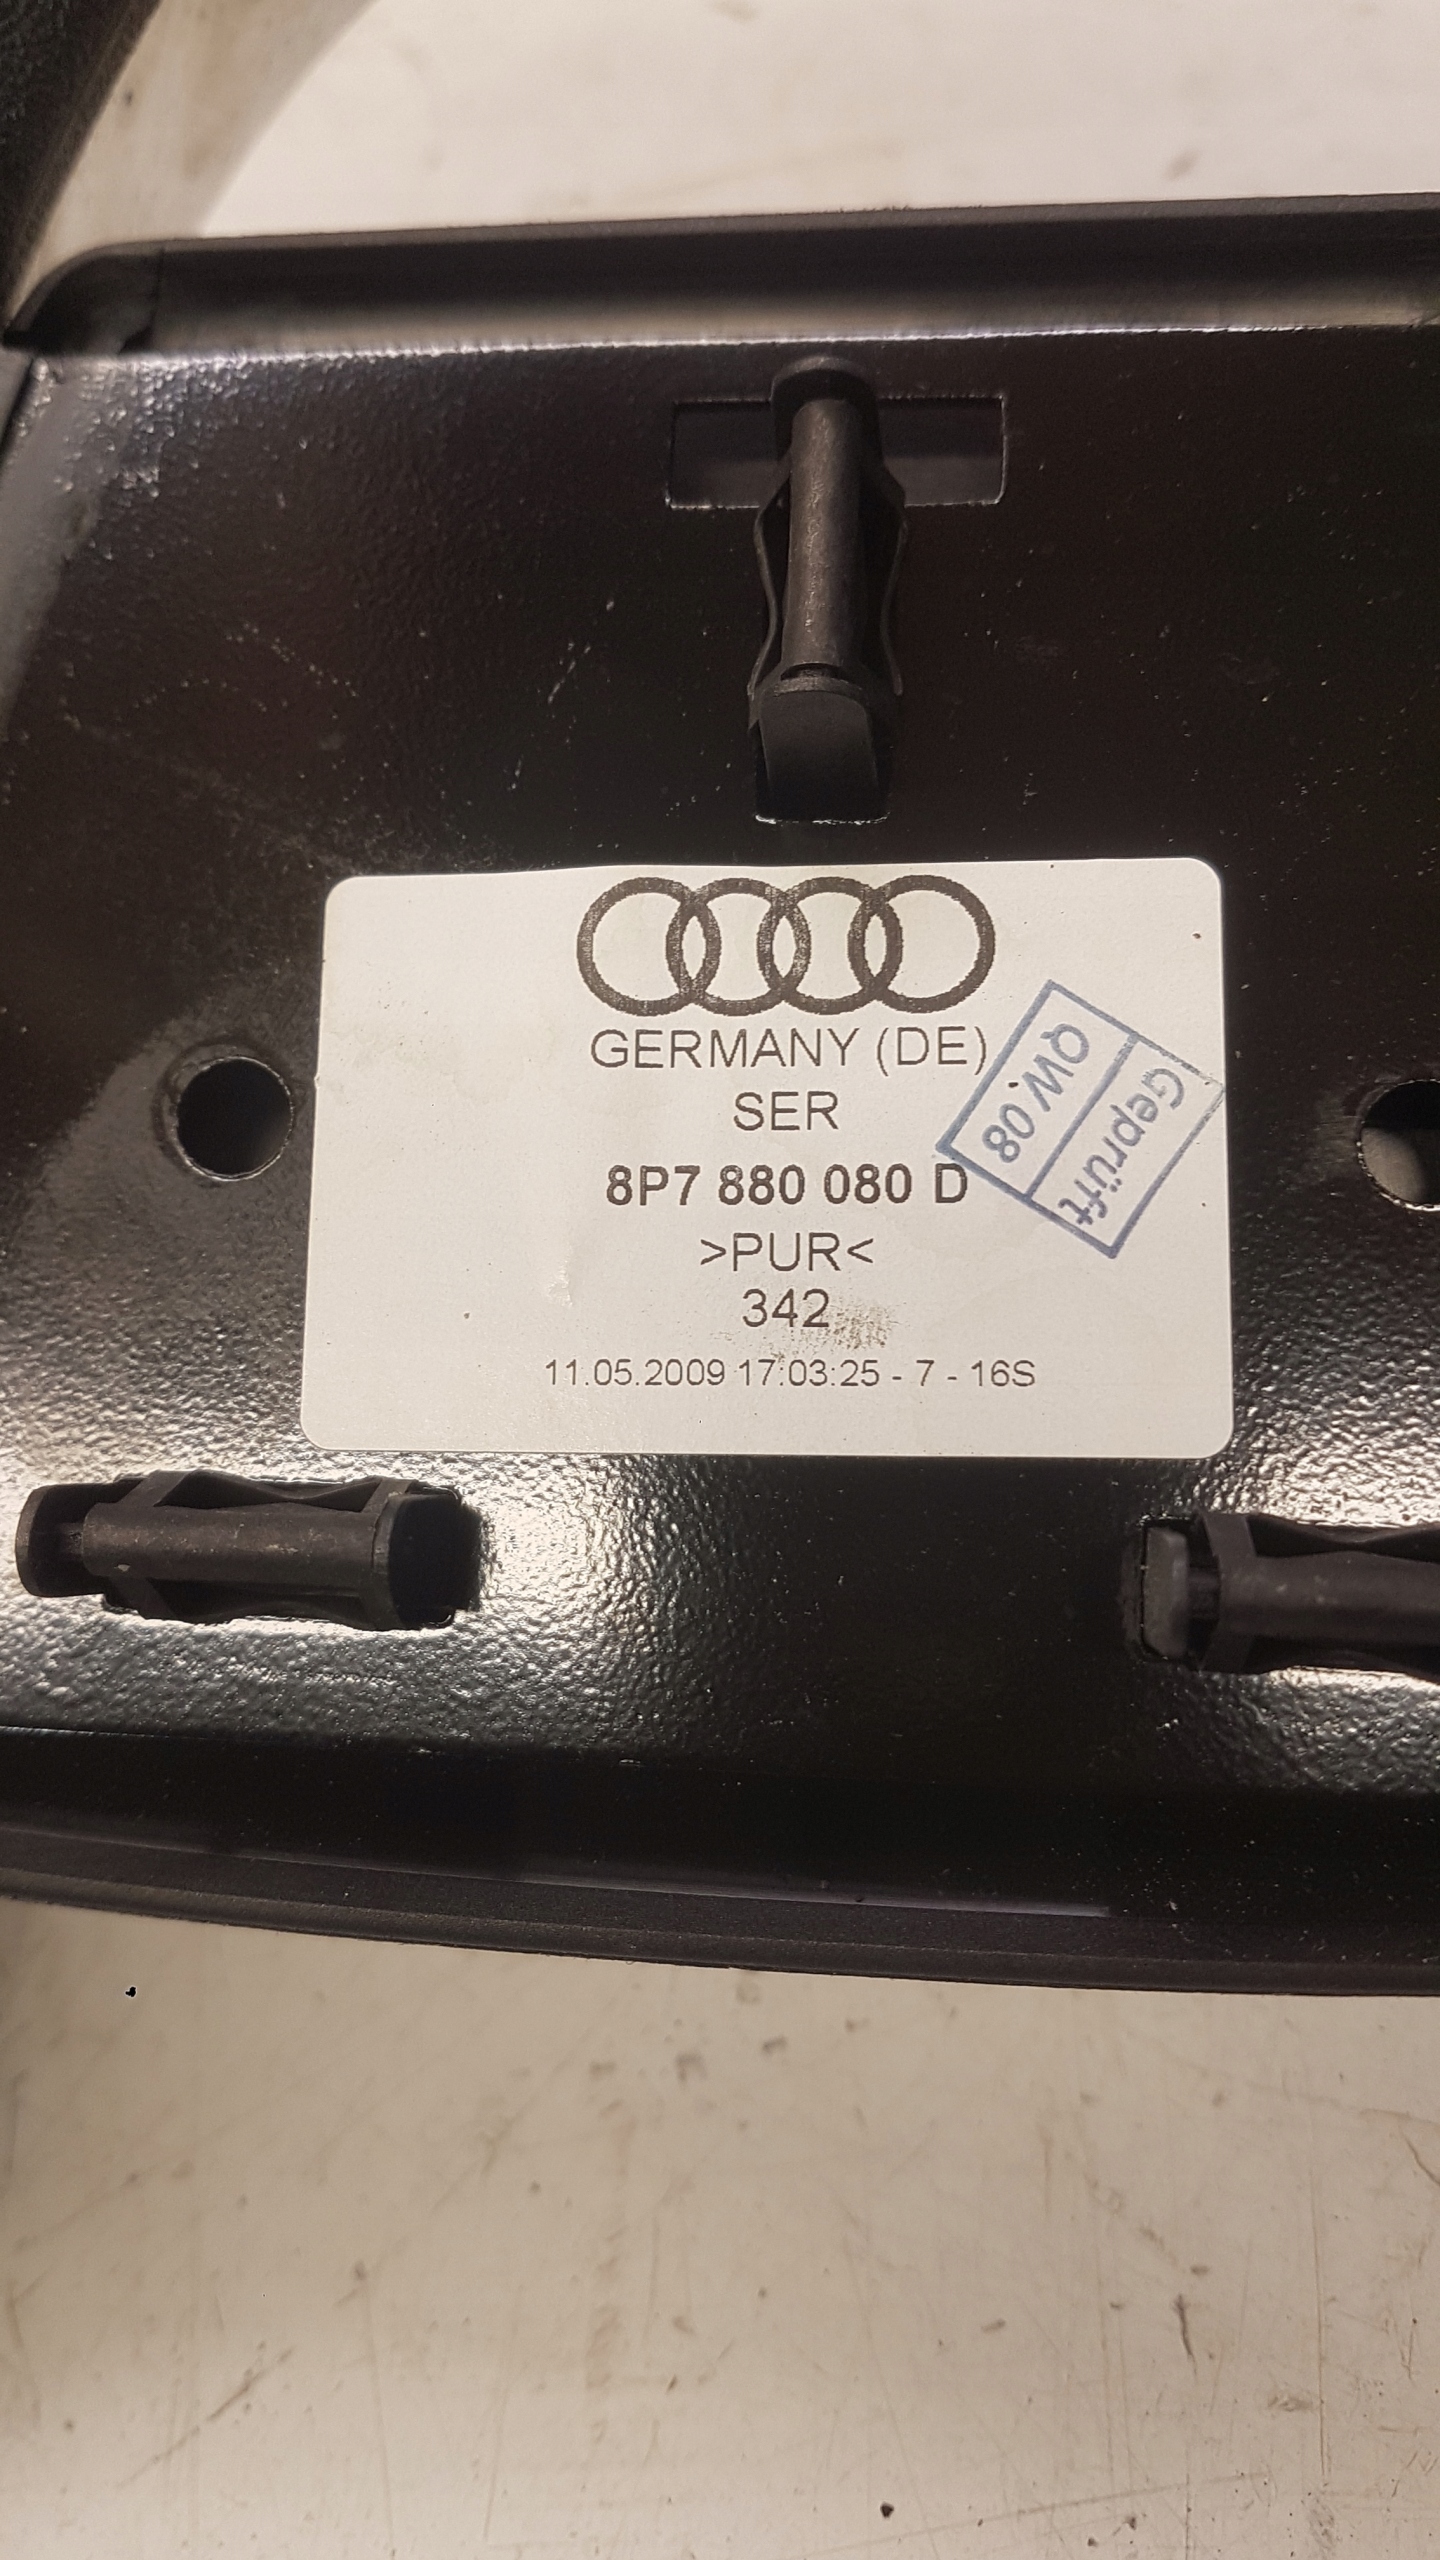 GERMANY (DE)
SER
8P7 880 080 D
>PUR<
342
11.05.2009 17:03:25 - 7 - 16S
Geprüft
QW 08